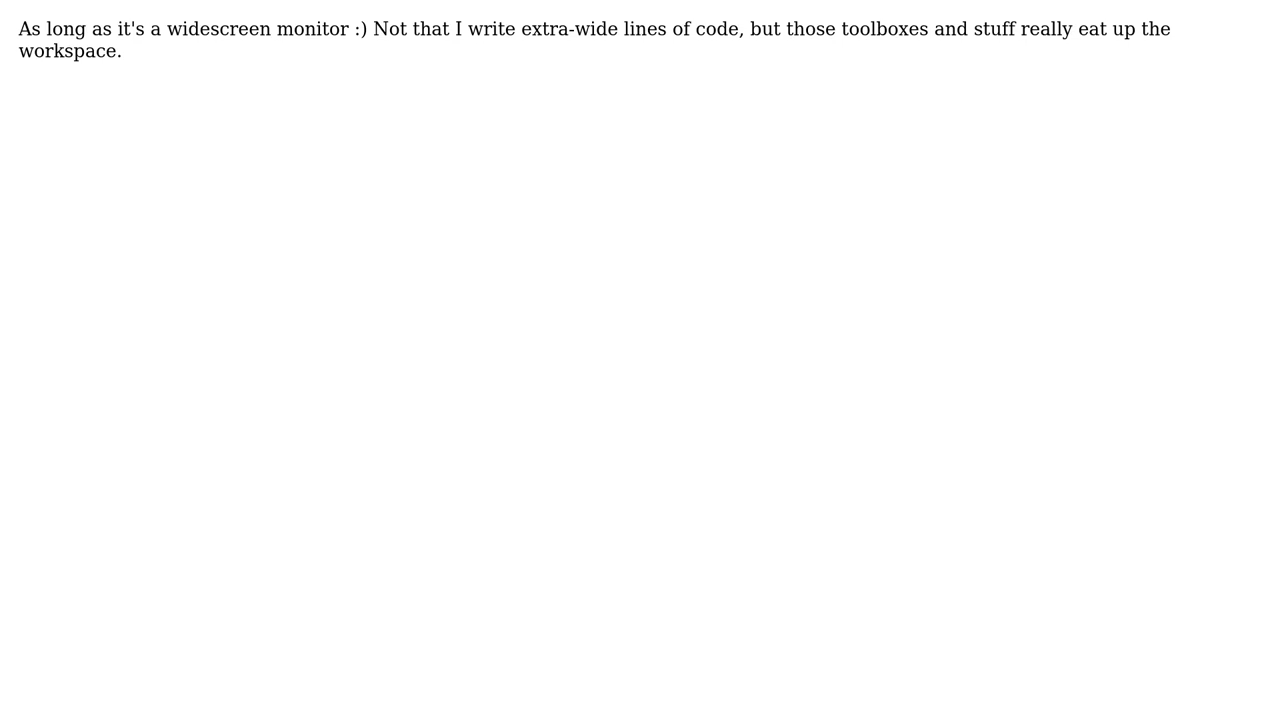 As long as it's a widescreen monitor :) Not that I write extra-wide lines of code, but those toolboxes and stuff really eat up the
workspace.